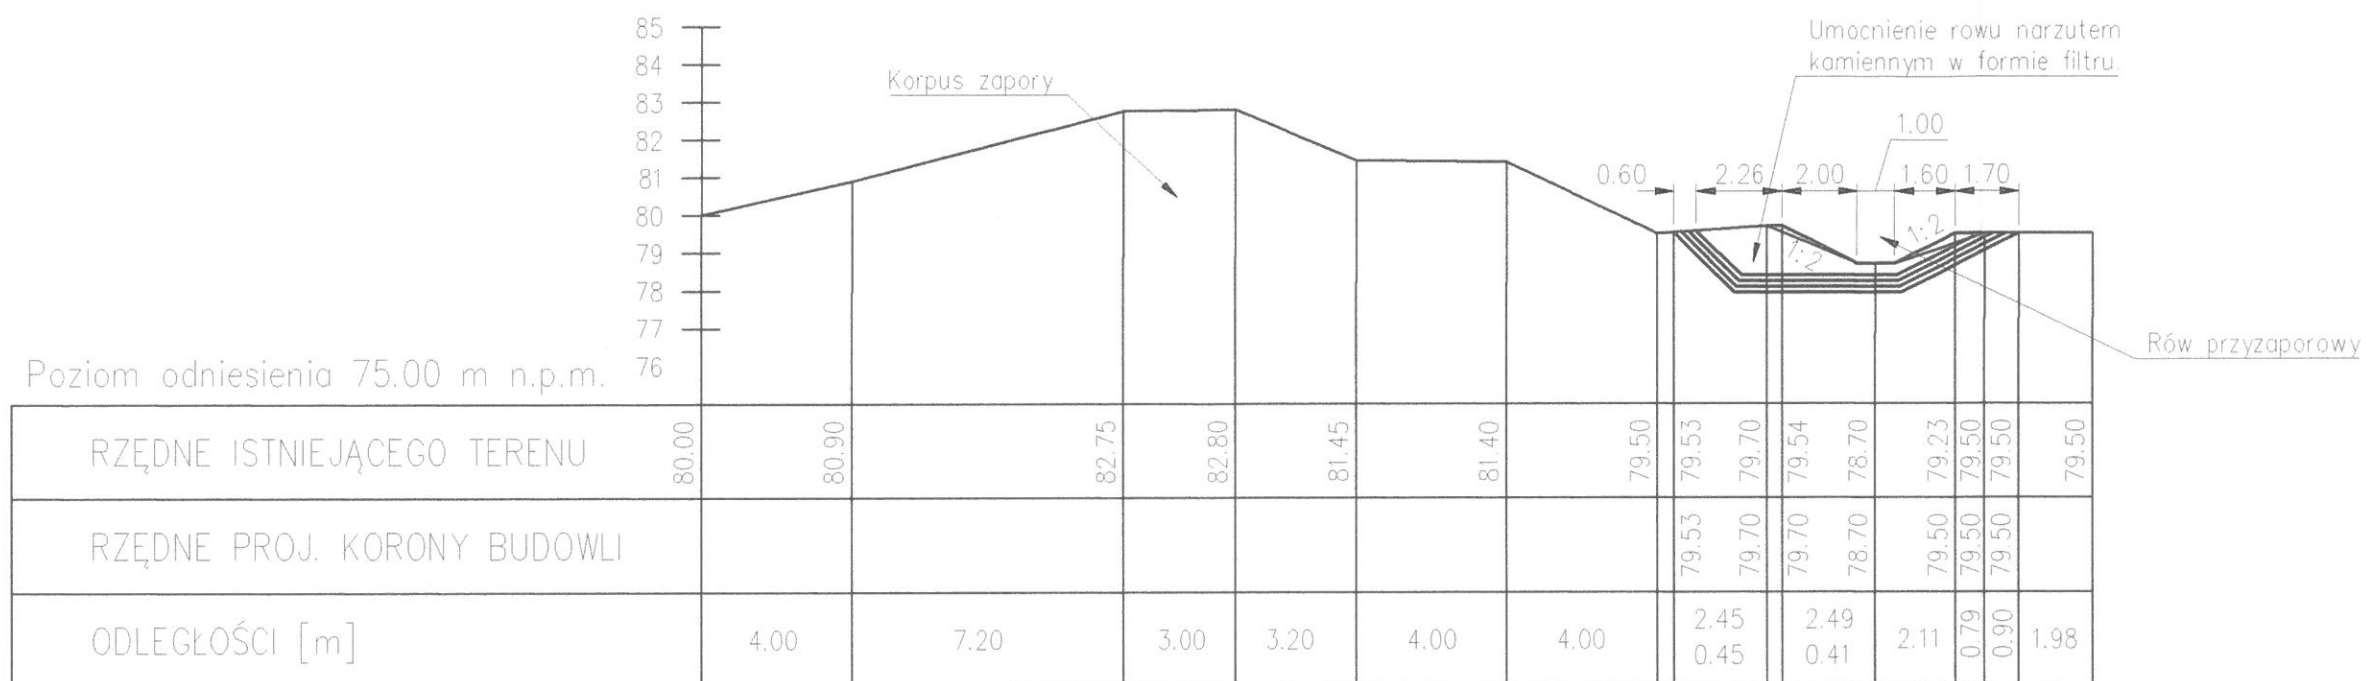 85
84
83
82
81
80
79
78
77
76
Korpus zapory
Umocnienie rowu narzutem
kamiennym w formie filtru.
1.00
0.60 2.26 2.00 1.60 1.70
1:2 1:2
Rów przyzaporowy
Poziom odniesienia 75.00 m n.p.m.
RZĘDNE ISTNIEJĄCEGO TERENU 80.00 80.90 82.75 82.80 81.45 81.40 79.50 79.53 79.70 79.54 78.70 79.23 79.50 79.50 79.50
RZĘDNE PROJ. KORONY BUDOWLI 79.53 79.70 79.70 78.70 79.50 79.50 79.50
ODLEGŁOŚCI [m] 4.00 7.20 3.00 3.20 4.00 4.00 2.45 2.49 2.11 0.79 0.90 1.98
0.45 0.41